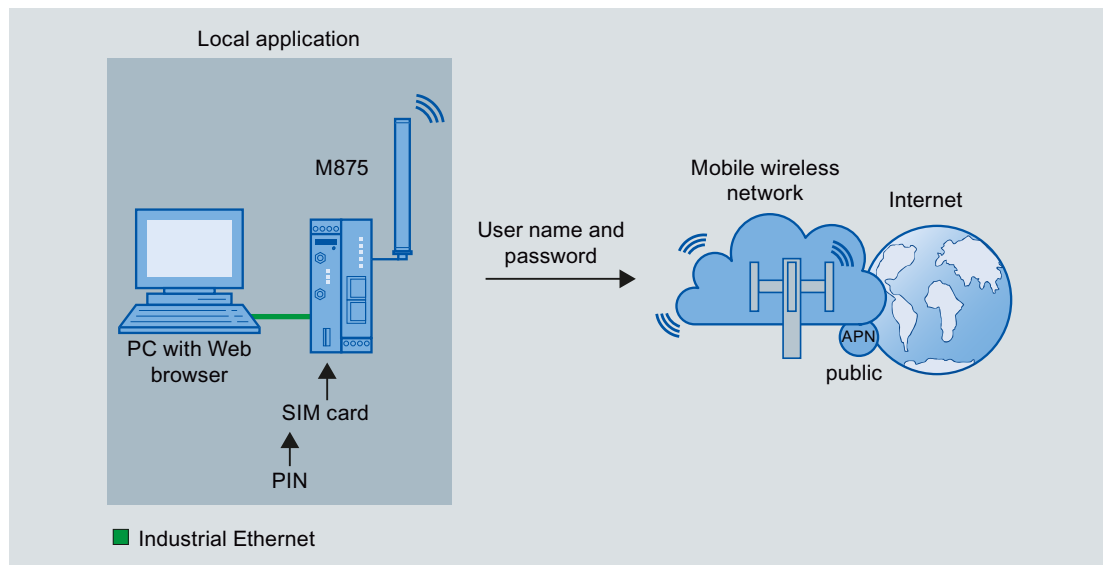 Local application
M875
PC with Web
browser
SIM card
PIN
User name and
password
Mobile wireless
network
Internet
APN
public
Industrial Ethernet